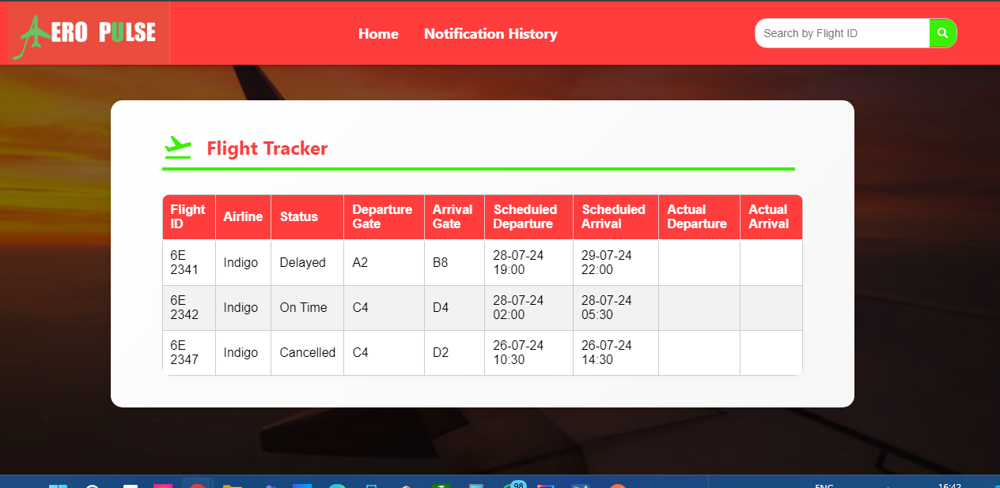 AERO PULSE
Home
Notification History
Search by Flight ID
Flight Tracker
Flight ID
Airline
Status
Departure Gate
Arrival Gate
Scheduled Departure
Scheduled Arrival
Actual Departure
Actual Arrival
6E 2341
Indigo
Delayed
A2
B8
28-07-24 19:00
29-07-24 22:00
6E 2342
Indigo
On Time
C4
D4
28-07-24 02:00
28-07-24 05:30
6E 2347
Indigo
Cancelled
C4
D2
26-07-24 10:30
26-07-24 14:30
98
ENG
16:42